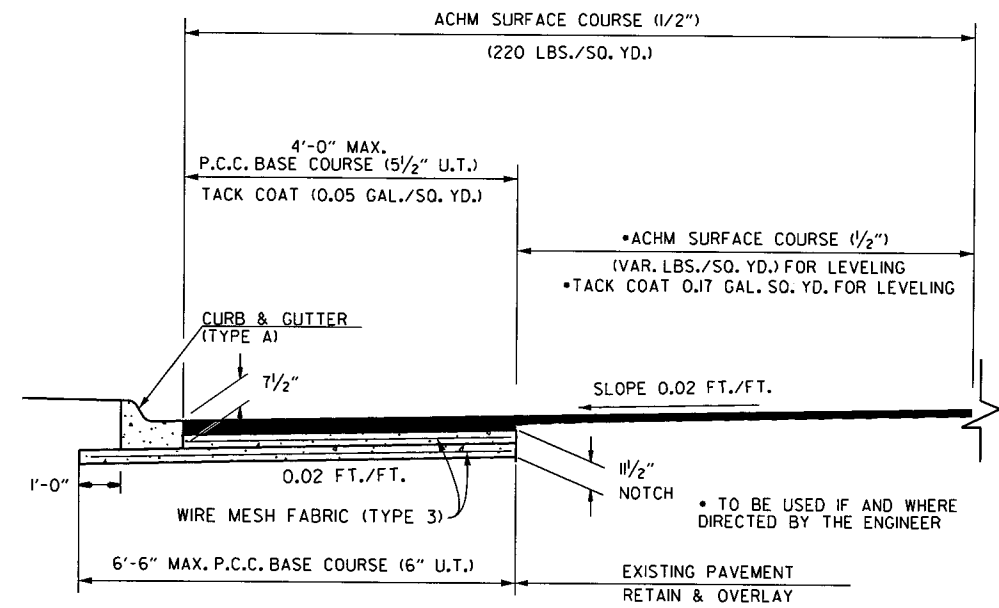 ACHM SURFACE COURSE (1/2")
(220 LBS./SQ. YD.)
4'-0" MAX.
P.C.C. BASE COURSE (5 1/2" U.T.)
TACK COAT (0.05 GAL./SQ. YD.)
•ACHM SURFACE COURSE (1/2")
(VAR. LBS./SQ. YD.) FOR LEVELING
•TACK COAT 0.17 GAL. SQ. YD. FOR LEVELING
CURB & GUTTER
(TYPE A)
7 1/2"
SLOPE 0.02 FT./FT.
1'-0"
0.02 FT./FT.
11 1/2"
NOTCH
WIRE MESH FABRIC (TYPE 3)
• TO BE USED IF AND WHERE
DIRECTED BY THE ENGINEER
6'-6" MAX. P.C.C. BASE COURSE (6" U.T.)
EXISTING PAVEMENT
RETAIN & OVERLAY